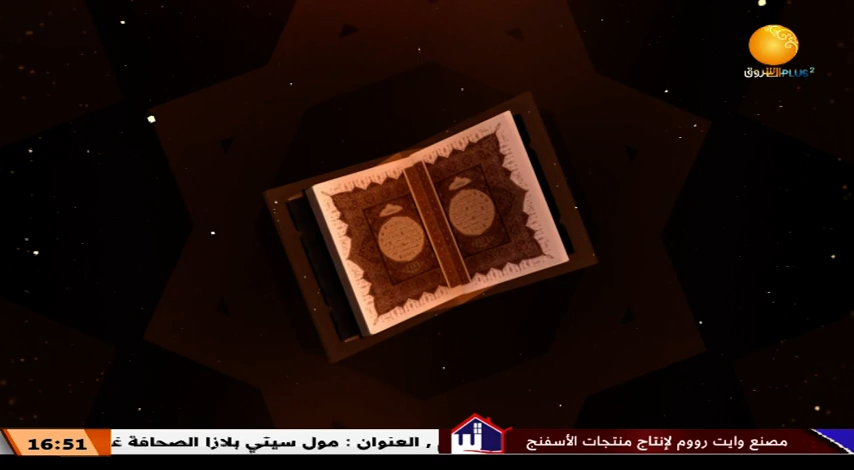 الشروق PLUS 2
16:51
, العنوان : مول سيتي بلازا الصحافة
مصنع وايت رووم لإنتاج منتجات الأسفنج